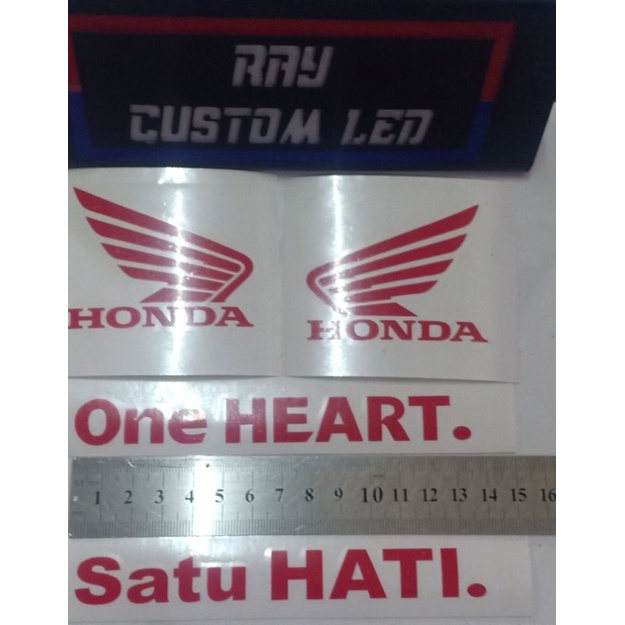 RAY
CUSTOM LED
HONDA HONDA
One HEART.
1 2 3 4 5 6 7 8 9 10 11 12 13 14 15 16
Satu HATI.